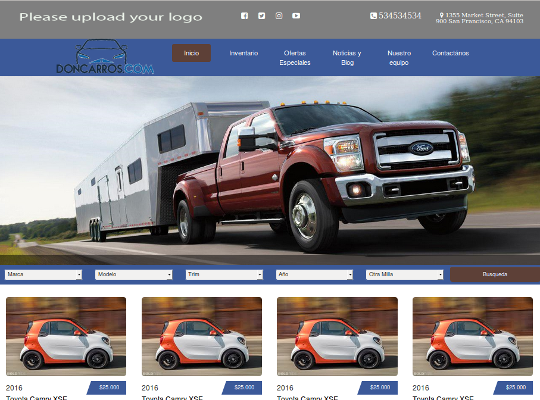 Please upload your logo
534534534
1355 Market Street, Suite
900 San Francisco, CA 94103
DONCARROS.COM
Inicio
Inventario
Ofertas
Especiales
Noticias y
Blog
Nuestro
equipo
Contactános
Ford
Marca
Modelo
Trim
Año
Otra Milla
Busqueda
2016
$25.000
Toyota Camry XSE
2016
$25.000
Toyota Camry XSE
2016
$25.000
Toyota Camry XSE
2016
$25.000
Toyota Camry XSE